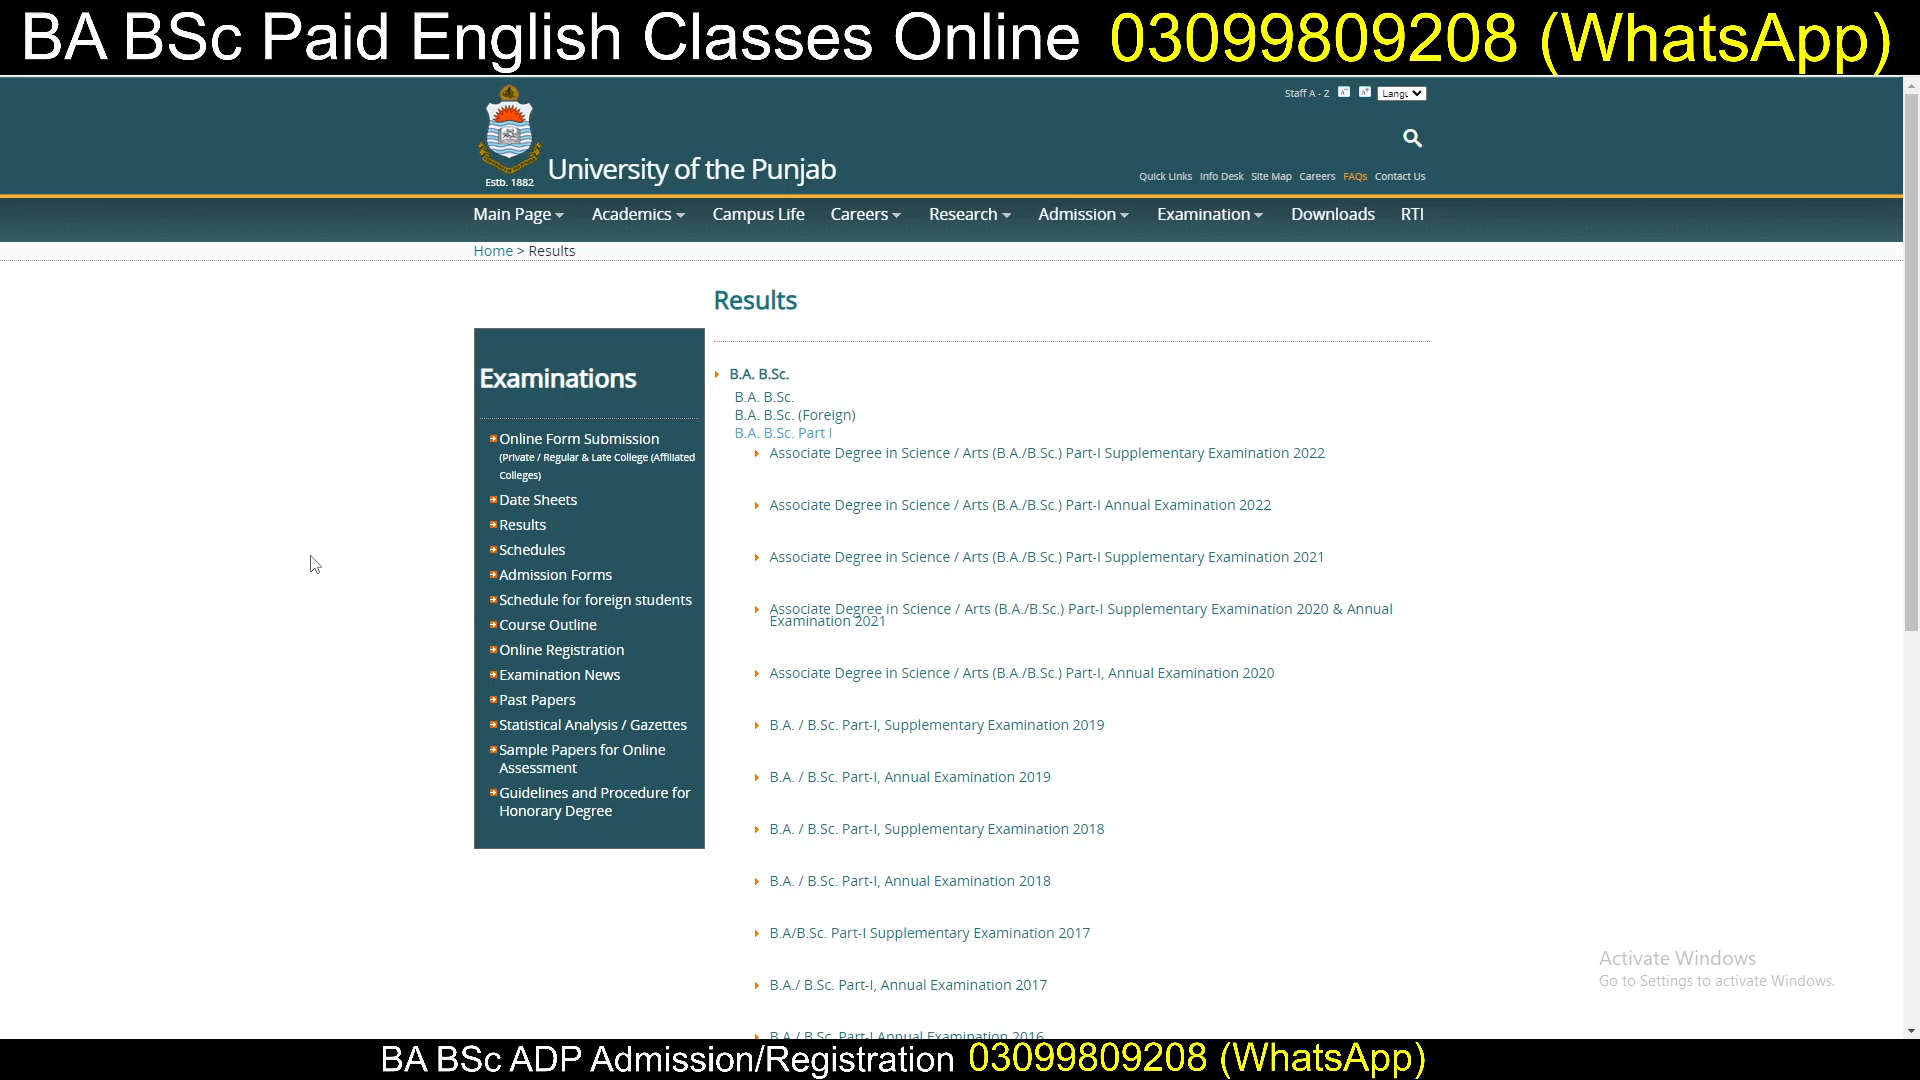 BA BSc Paid English Classes Online 03099809208 (WhatsApp)
Staff A - Z
Langu
Estb. 1882
University of the Punjab
Quick Links Info Desk Site Map Careers FAQs Contact Us
Main Page Academics Campus Life Careers Research Admission Examination Downloads RTI
Home > Results
Results
Examinations
Online Form Submission
(Private / Regular & Late College (Affiliated
Colleges)
Date Sheets
Results
Schedules
Admission Forms
Schedule for foreign students
Course Outline
Online Registration
Examination News
Past Papers
Statistical Analysis / Gazettes
Sample Papers for Online
Assessment
Guidelines and Procedure for
Honorary Degree
B.A. B.Sc.
B.A. B.Sc.
B.A. B.Sc. (Foreign)
B.A. B.Sc. Part I
Associate Degree in Science / Arts (B.A./B.Sc.) Part-I Supplementary Examination 2022
Associate Degree in Science / Arts (B.A./B.Sc.) Part-I Annual Examination 2022
Associate Degree in Science / Arts (B.A./B.Sc.) Part-I Supplementary Examination 2021
Associate Degree in Science / Arts (B.A./B.Sc.) Part-I Supplementary Examination 2020 & Annual
Examination 2021
Associate Degree in Science / Arts (B.A./B.Sc.) Part-I, Annual Examination 2020
B.A. / B.Sc. Part-I, Supplementary Examination 2019
B.A. / B.Sc. Part-I, Annual Examination 2019
B.A. / B.Sc. Part-I, Supplementary Examination 2018
B.A. / B.Sc. Part-I, Annual Examination 2018
B.A/B.Sc. Part-I Supplementary Examination 2017
B.A./ B.Sc. Part-I, Annual Examination 2017
B.A./ B.Sc. Part-I Annual Examination 2016
Activate Windows
Go to Settings to activate Windows.
BA BSc ADP Admission/Registration 03099809208 (WhatsApp)